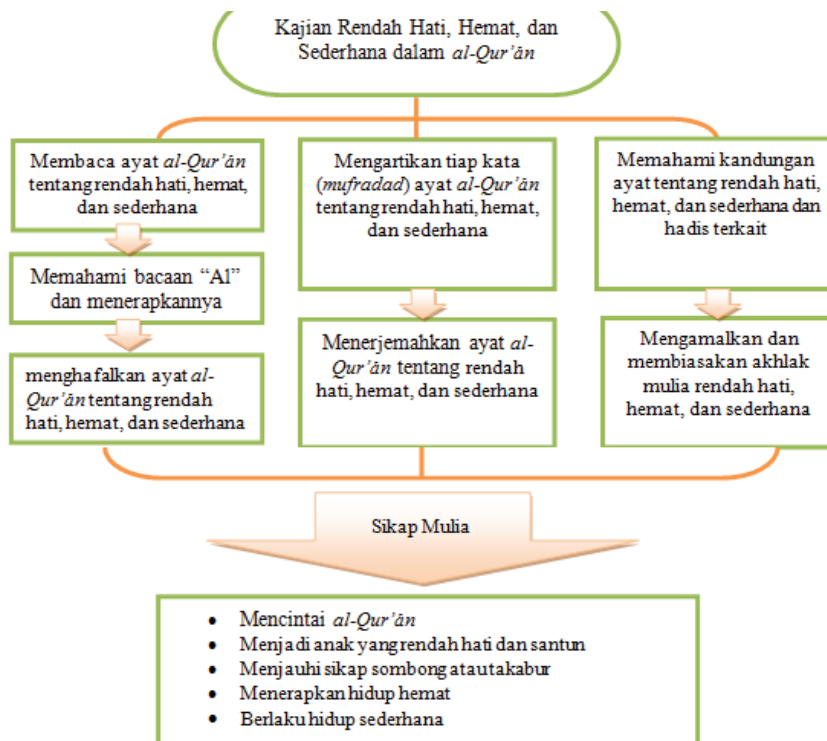 Kajian Rendah Hati, Hemat, dan
Sederhana dalam al-Qur’ān
Membaca ayat al-Qur’ān
tentang rendah hati, hemat,
dan sederhana
Memahami bacaan “Al”
dan menerapkannya
menghafalkan ayat al-
Qur’ān tentang rendah
hati, hemat, dan sederhana
Mengartikan tiap kata
(mufradad) ayat al-Qur’ān
tentang rendah hati, hemat,
dan sederhana
Menerjemahkan ayat al-
Qur’ān tentang rendah
hati, hemat, dan sederhana
Memahami kandungan
ayat tentang rendah hati,
hemat, dan sederhana dan
hadis terkait
Mengamalkan dan
membiasakan akhlak
mulia rendah hati,
hemat, dan sederhana
Sikap Mulia
• Mencintai al-Qur’ān
• Menjadi anak yang rendah hati dan santun
• Menjauhi sikap sombong atau takabur
• Menerapkan hidup hemat
• Berlaku hidup sederhana